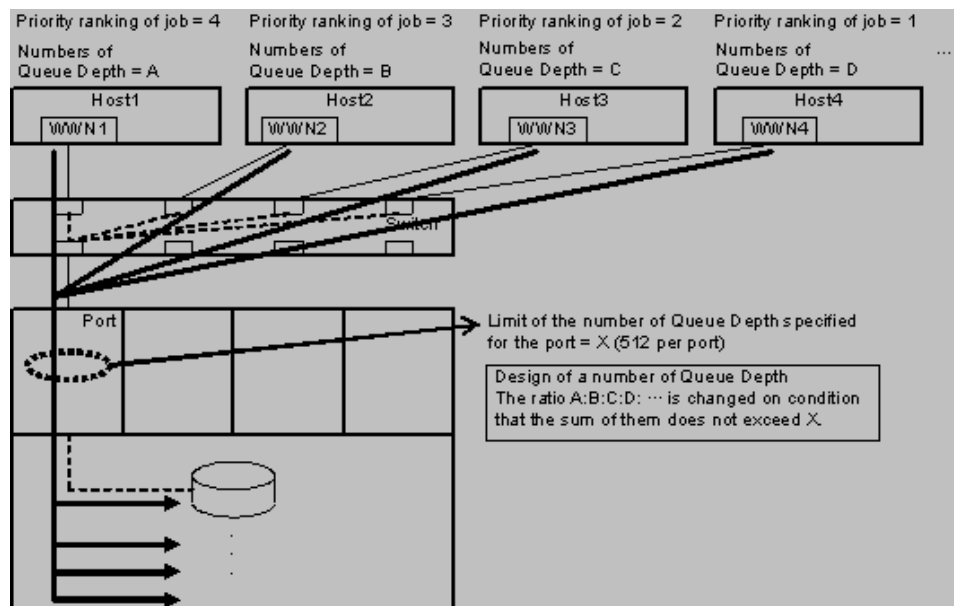 Priority ranking of job = 4
Priority ranking of job = 3
Priority ranking of job = 2
Priority ranking of job = 1
Numbers of
Queue Depth = A
Numbers of
Queue Depth = B
Numbers of
Queue Depth = C
Numbers of
Queue Depth = D
...
Host1
WWN1
Host2
WWN2
Host3
WWN3
Host4
WWN4
Switch
Port
Limit of the number of Queue Depth specified
for the port = X (512 per port)
Design of a number of Queue Depth
The ratio A:B:C:D: ... is changed on condition
that the sum of them does not exceed X.